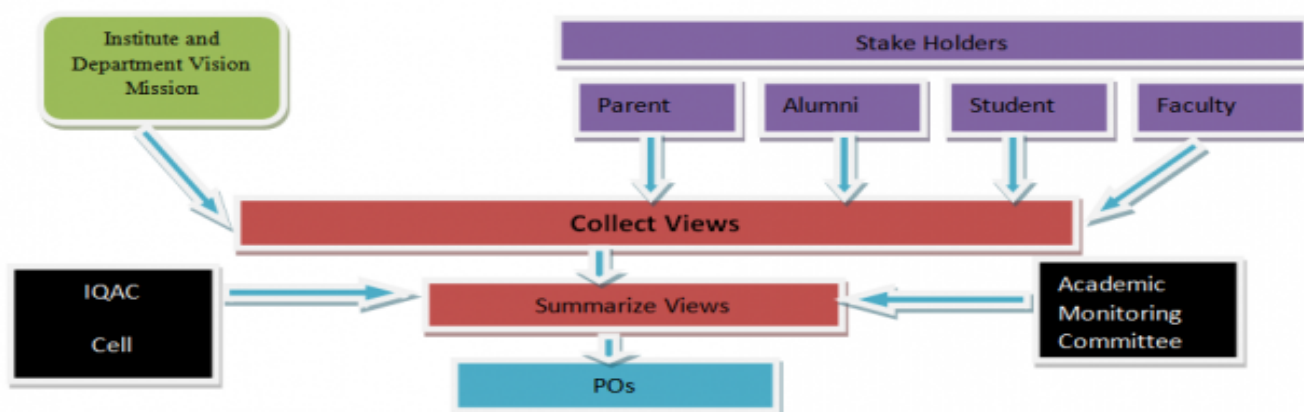 Institute and
Department Vision
Mission
Stake Holders
Parent
Alumni
Student
Faculty
Collect Views
IQAC
Cell
Summarize Views
Academic
Monitoring
Committee
POs